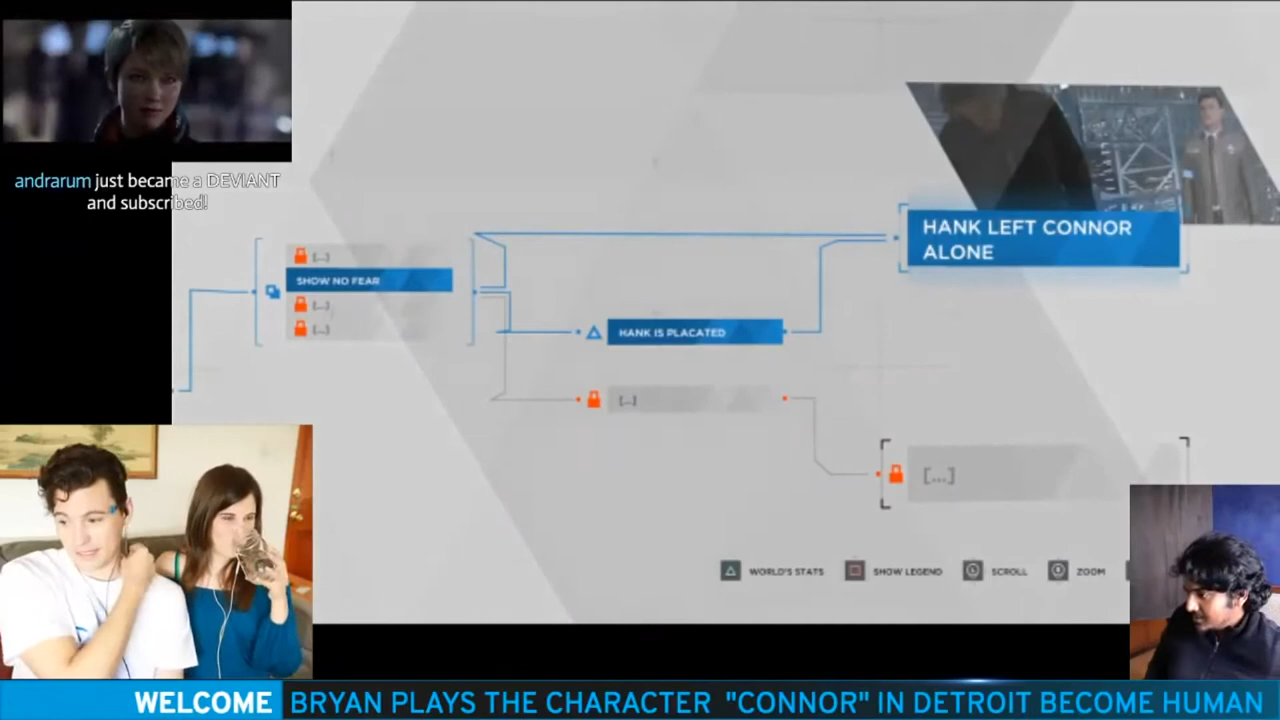 andrarum just became a DEVIANT
and subscribed!
HANK LEFT CONNOR
ALONE
[...]
SHOW NO FEAR
[...]
[...]
HANK IS PLACATED
[...]
[...]
WORLD'S STATS
SHOW LEGEND
SCROLL
ZOOM
WELCOME BRYAN PLAYS THE CHARACTER "CONNOR" IN DETROIT BECOME HUMAN